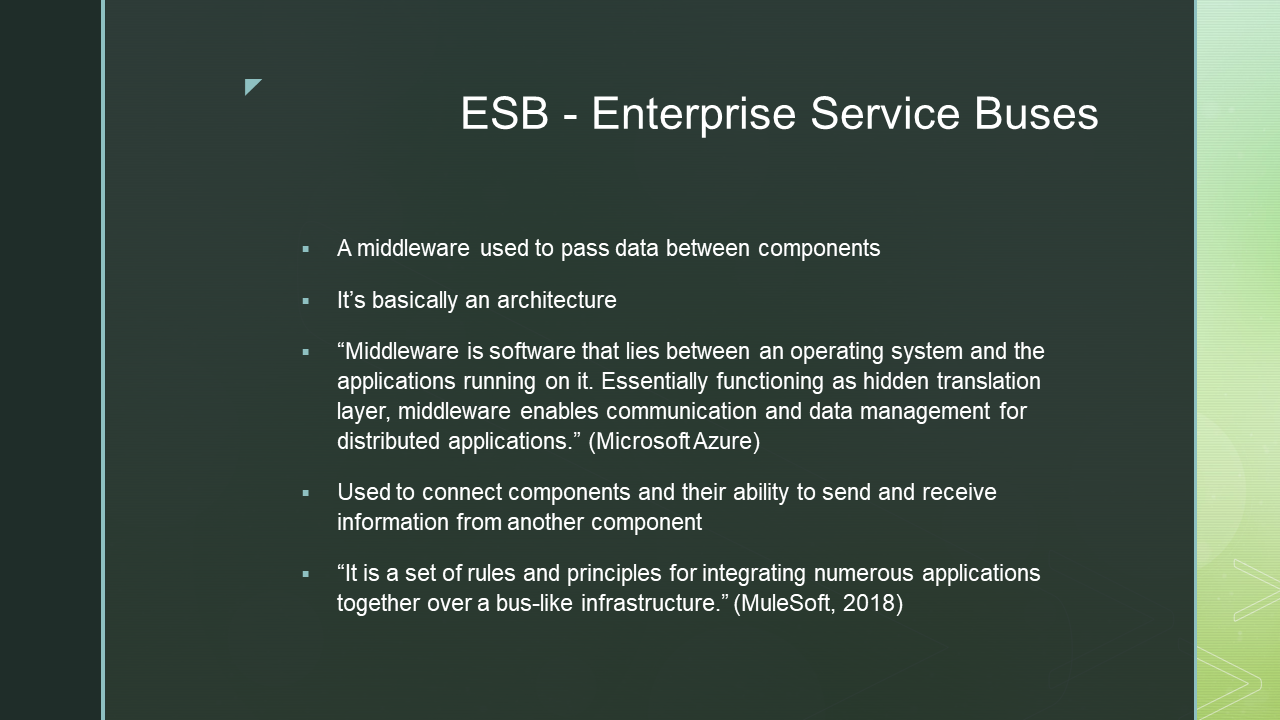 ESB - Enterprise Service Buses
▪ A middleware used to pass data between components
▪ It’s basically an architecture
▪ “Middleware is software that lies between an operating system and the
applications running on it. Essentially functioning as hidden translation
layer, middleware enables communication and data management for
distributed applications.” (Microsoft Azure)
▪ Used to connect components and their ability to send and receive
information from another component
▪ “It is a set of rules and principles for integrating numerous applications
together over a bus-like infrastructure.” (MuleSoft, 2018)